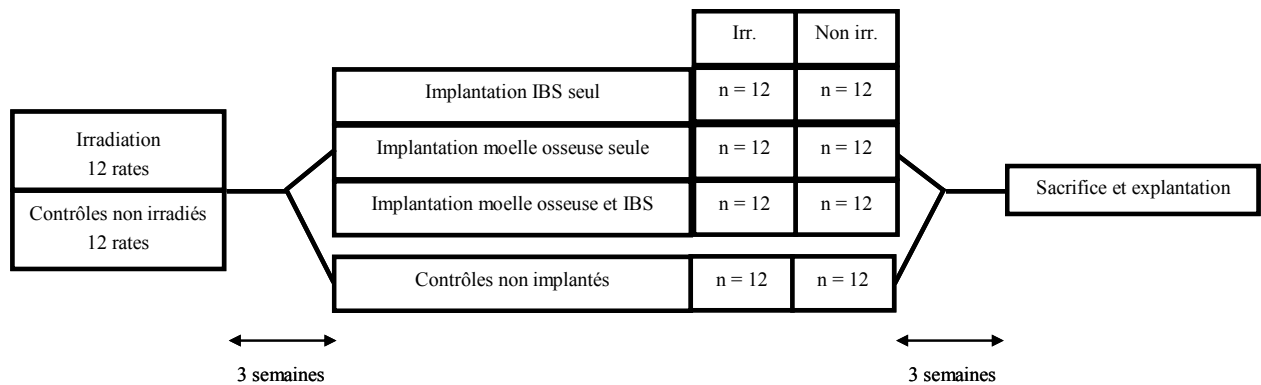 Irr.
Non irr.
Implantation IBS seul
n = 12
n = 12
Irradiation
12 rates
Implantation moelle osseuse seule
n = 12
n = 12
Contrôles non irradiés
12 rates
Implantation moelle osseuse et IBS
n = 12
n = 12
Sacrifice et explantation
Contrôles non implantés
n = 12
n = 12
3 semaines
3 semaines